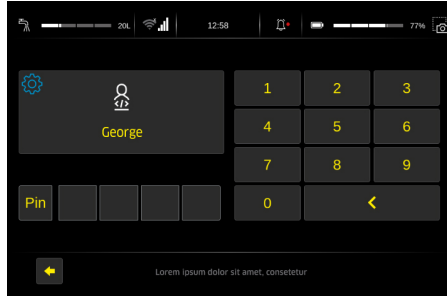 20L 12:58 77%
1 2 3
George
4 5 6
7 8 9
Pin 0
Lorem ipsum dolor sit amet, consetetur